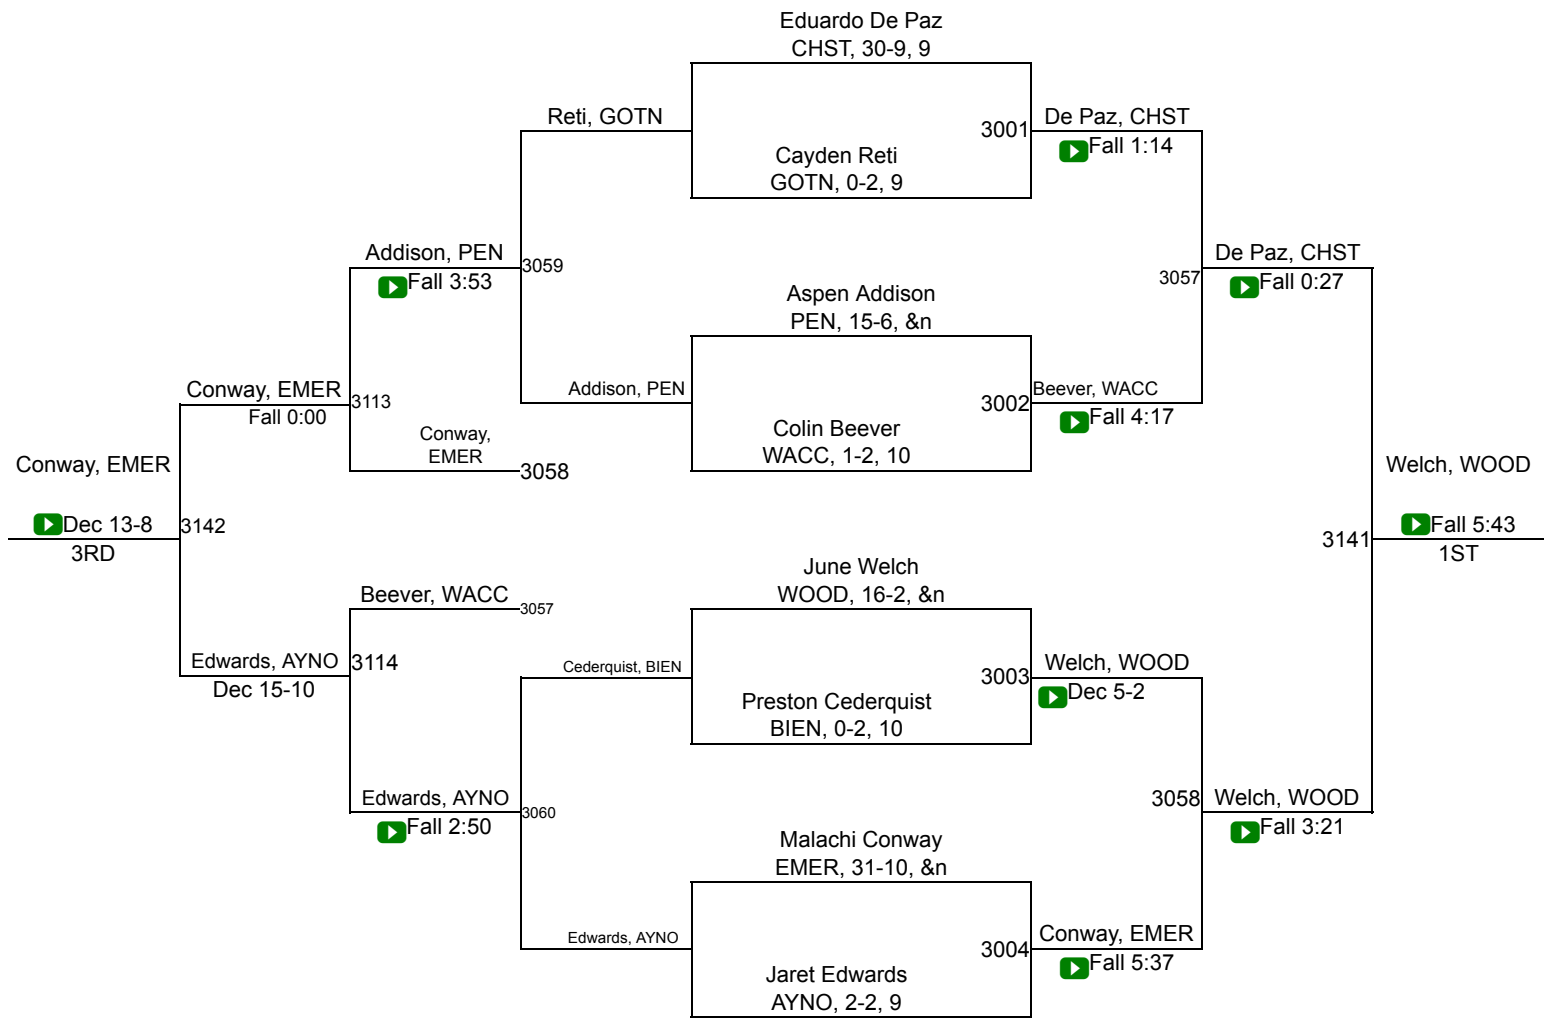 Eduardo De Paz
CHST, 30-9, 9
Reti, GOTN
3001
De Paz, CHST
Fall 1:14
Cayden Reti
GOTN, 0-2, 9
Addison, PEN
Fall 3:53
3059
3057
De Paz, CHST
Fall 0:27
Aspen Addison
PEN, 15-6, &n
Conway, EMER
Fall 0:00
3113
Addison, PEN
3002
Beever, WACC
Fall 4:17
Colin Beever
WACC, 1-2, 10
Conway,
EMER
3058
Conway, EMER
Dec 13-8
3RD
3142
Welch, WOOD
Fall 5:43
1ST
3141
June Welch
WOOD, 16-2, &n
Beever, WACC
3057
Edwards, AYNO
Dec 15-10
3114
Cederquist, BIEN
3003
Welch, WOOD
Dec 5-2
Preston Cederquist
BIEN, 0-2, 10
Edwards, AYNO
Fall 2:50
3060
3058
Welch, WOOD
Fall 3:21
Malachi Conway
EMER, 31-10, &n
Edwards, AYNO
3004
Conway, EMER
Fall 5:37
Jaret Edwards
AYNO, 2-2, 9